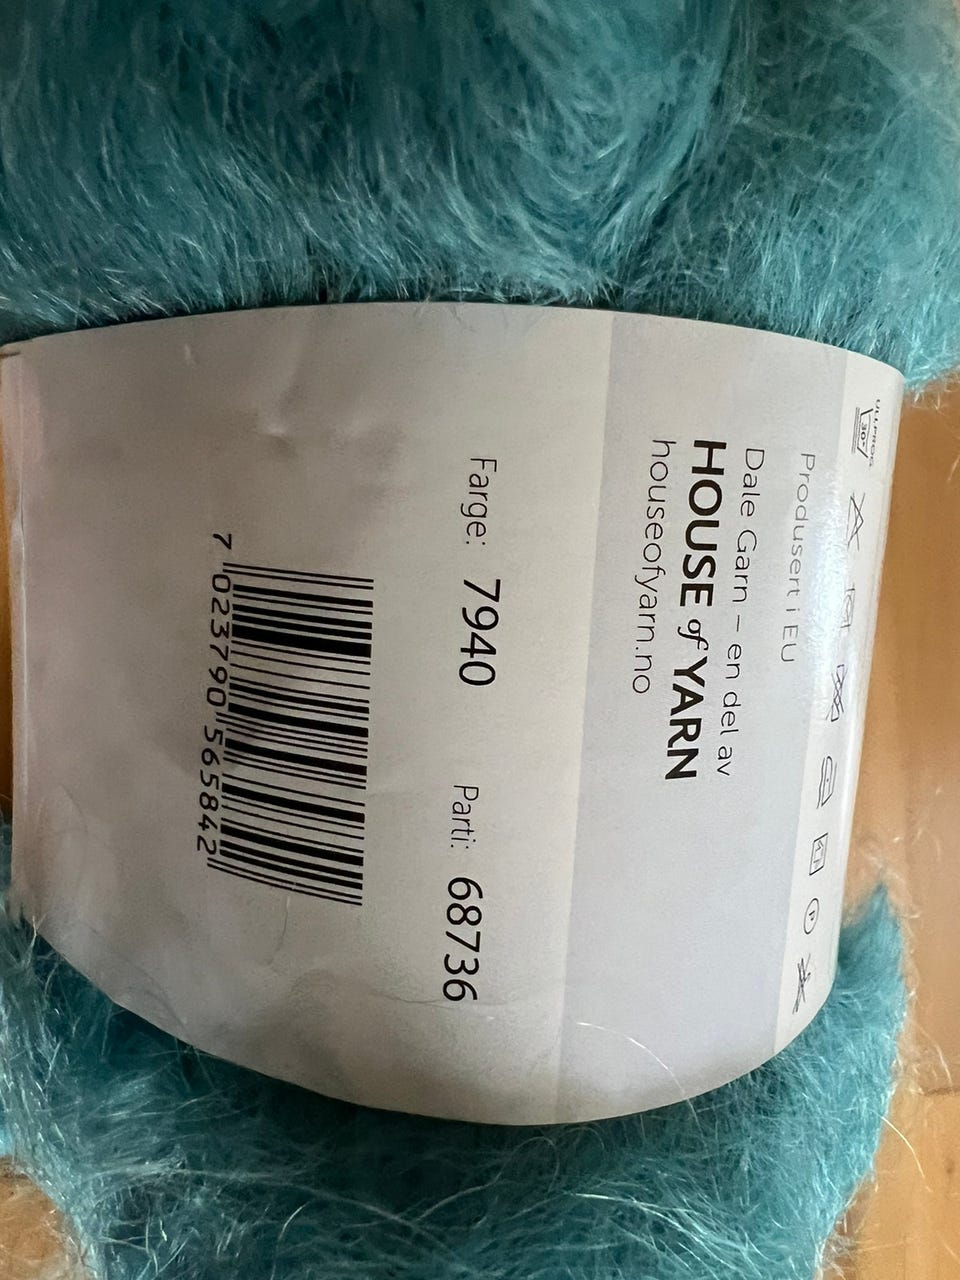 ULLPROG.
30°
P
Produsert i EU
Dale Garn – en del av
HOUSE of YARN
houseofyarn.no
Farge: 7940 Parti: 68736
7 023790 565842